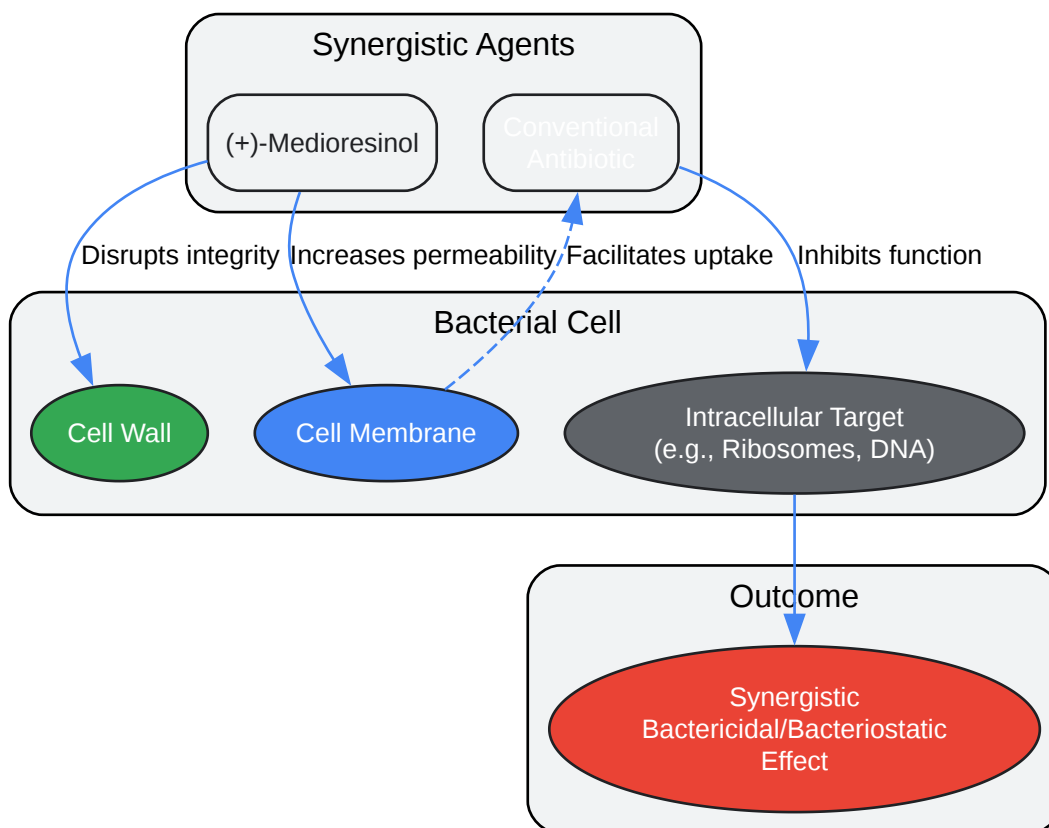 Synergistic Agents
(+)-Medioresinol
Conventional
Antibiotic
Disrupts integrity
Increases permeability
Facilitates uptake
Inhibits function
Bacterial Cell
Cell Wall
Cell Membrane
Intracellular Target
(e.g., Ribosomes, DNA)
Outcome
Synergistic
Bactericidal/Bacteriostatic
Effect